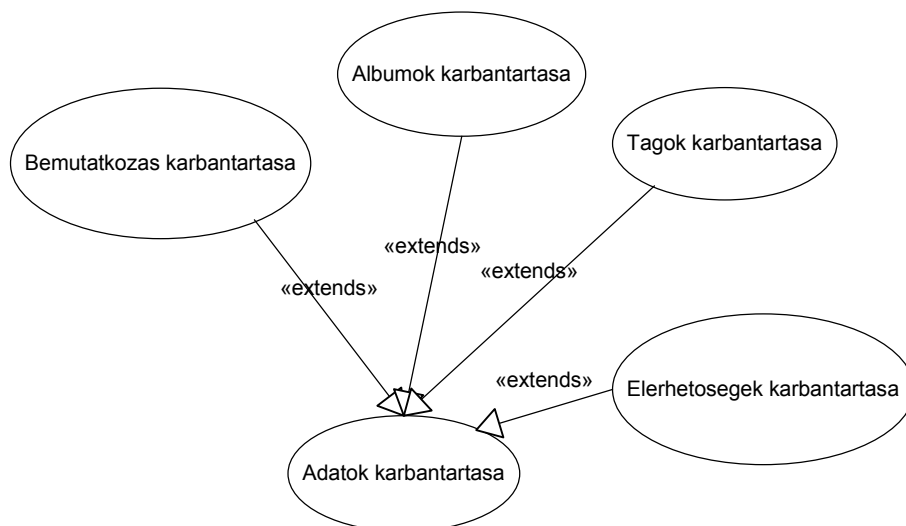 Albumok karbantartasa
Tagok karbantartasa
Bemutatkozas karbantartasa
«extends»
«extends»
«extends»
«extends»
Elerhetosegek karbantartasa
Adatok karbantartasa